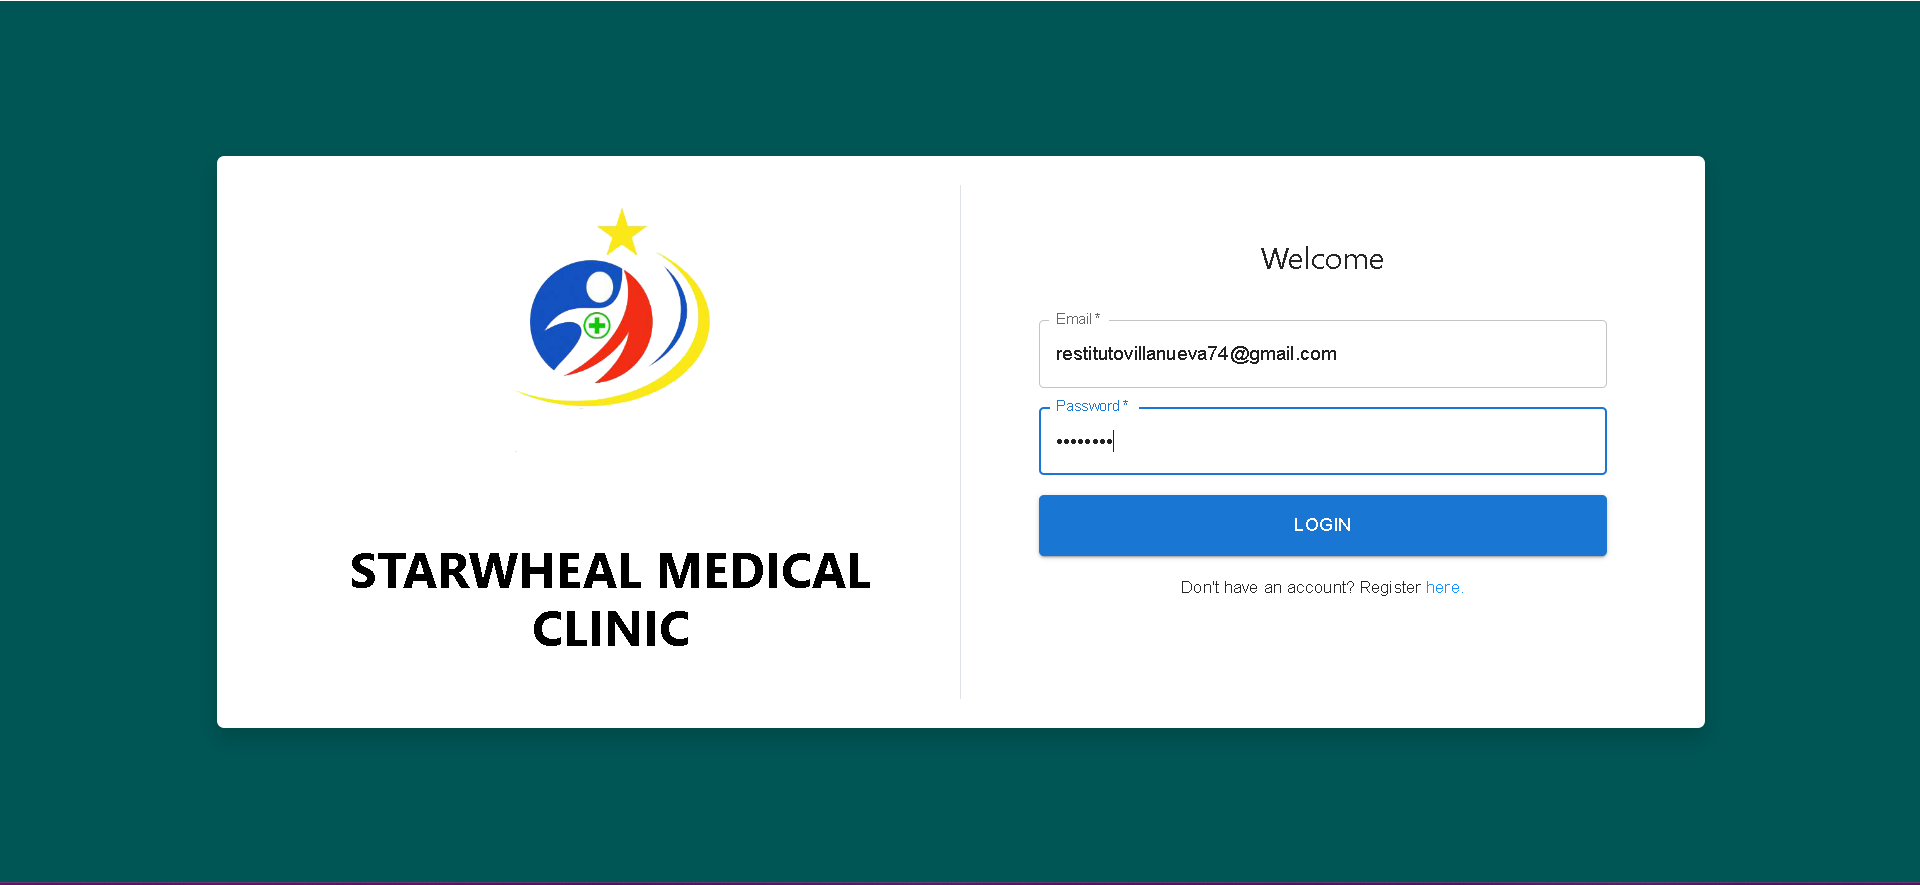 STARWHEAL MEDICAL
CLINIC
Welcome
Email *
restitutovillanueva74@gmail.com
Password *
••••••••
LOGIN
Don't have an account? Register here.